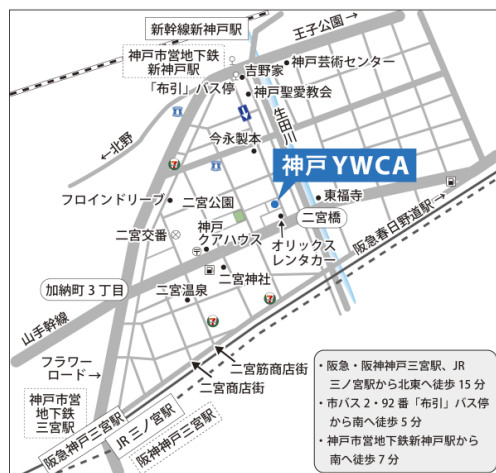 新幹線新神戸駅
王子公園→
神戸市営地下鉄
新神戸駅
吉野家
神戸芸術センター
「布引」バス停
神戸聖愛教会
生田川
←北野
今永製本
神戸 YWCA
フロインドリーブ
二宮公園
東福寺
二宮橋
二宮交番
神戸
クアハウス
オリックス
レンタカー
阪急春日野道駅→
加納町 3 丁目
二宮神社
二宮温泉
山手幹線
7
7
7
二宮筋商店街
二宮商店街
フラワー
ロード→
神戸市営
地下鉄
三宮駅
阪急神戸三宮駅
JR 三ノ宮駅
阪神神戸三宮駅
・阪急・阪神神戸三宮駅、JR
三ノ宮駅から北東へ徒歩 15 分
・市バス 2・92 番「布引」バス停
から南へ徒歩 5 分
・神戸市営地下鉄新神戸駅から
南へ徒歩 7 分